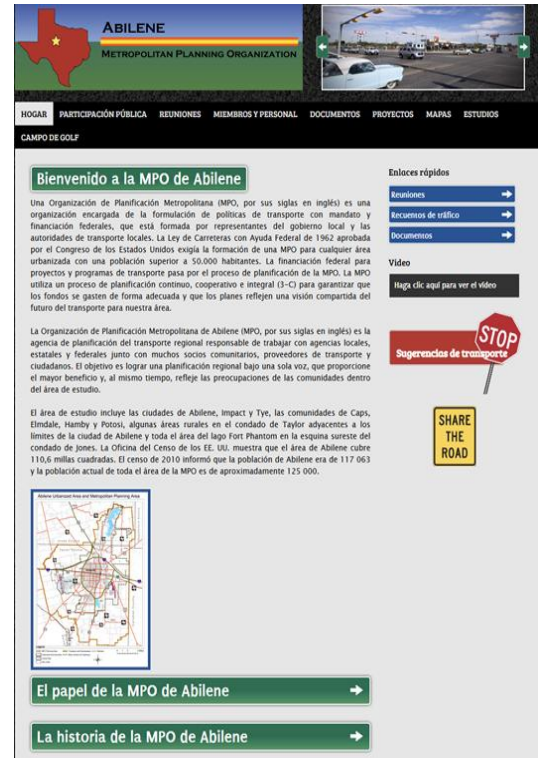 ABILENE
METROPOLITAN PLANNING ORGANIZATION
HOGAR PARTICIPACIÓN PÚBLICA REUNIONES MIEMBROS Y PERSONAL DOCUMENTOS PROYECTOS MAPAS ESTUDIOS
CAMPO DE GOLF
Bienvenido a la MPO de Abilene
Una Organización de Planificación Metropolitana (MPO, por sus siglas en inglés) es una
organización encargada de la formulación de políticas de transporte con mandato y
financiación federales, que está formada por representantes del gobierno local y las
autoridades de transporte locales. La Ley de Carreteras con Ayuda Federal de 1962 aprobada
por el Congreso de los Estados Unidos exigía la formación de una MPO para cualquier área
urbanizada con una población superior a 50.000 habitantes. La financiación federal para
proyectos y programas de transporte pasa por el proceso de planificación de la MPO. La MPO
utiliza un proceso de planificación continuo, cooperativo e integral (3-C) para garantizar que
los fondos se gasten de forma adecuada y que los planes reflejen una visión compartida del
futuro del transporte para nuestra área.
La Organización de Planificación Metropolitana de Abilene (MPO, por sus siglas en inglés) es la
agencia de planificación del transporte regional responsable de trabajar con agencias locales,
estatales y federales junto con muchos socios comunitarios, proveedores de transporte y
ciudadanos. El objetivo es lograr una planificación regional bajo una sola voz, que proporcione
el mayor beneficio y, al mismo tiempo, refleje las preocupaciones de las comunidades dentro
del área de estudio.
El área de estudio incluye las ciudades de Abilene, Impact y Tye, las comunidades de Caps,
Elmdale, Hamby y Potosi, algunas áreas rurales en el condado de Taylor adyacentes a los
límites de la ciudad de Abilene y toda el área del lago Fort Phantom en la esquina sureste del
condado de Jones. La Oficina del Censo de los EE. UU. muestra que el área de Abilene cubre
110,6 millas cuadradas. El censo de 2010 informó que la población de Abilene era de 117 063
y la población actual de toda el área de la MPO es de aproximadamente 125 000.
Abilene Urbanized Area and Metropolitan Planning Area
El papel de la MPO de Abilene
La historia de la MPO de Abilene
Enlaces rápidos
Reuniones
Recuentos de tráfico
Documentos
Video
Haga clic aquí para ver el video
STOP
Sugerencias de transporte
SHARE
THE
ROAD